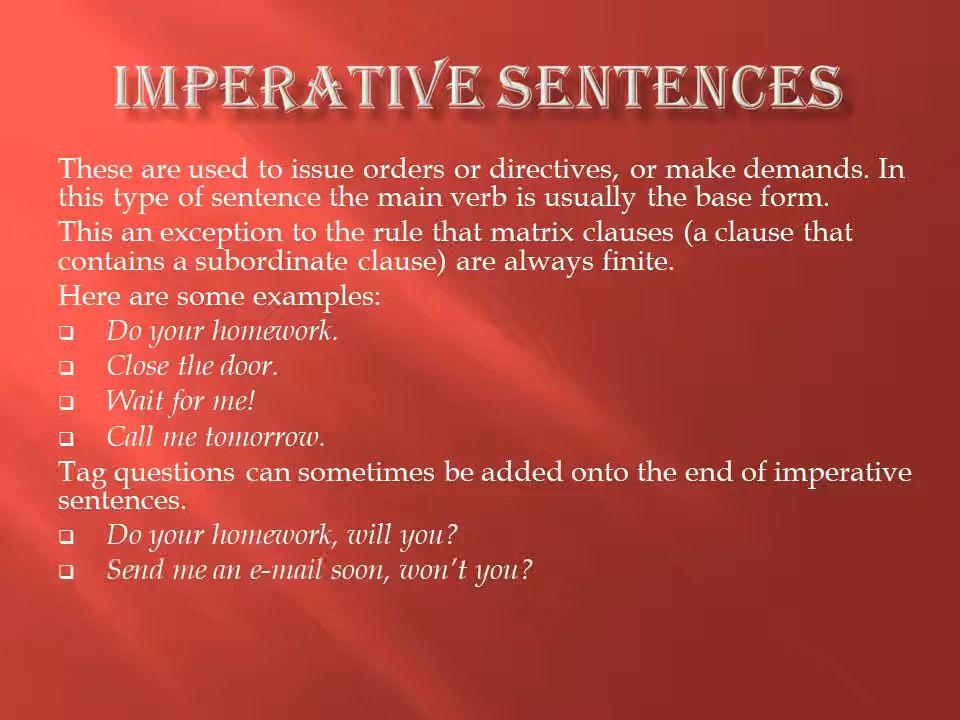 IMPERATIVE SENTENCES
These are used to issue orders or directives, or make demands. In
this type of sentence the main verb is usually the base form.
This an exception to the rule that matrix clauses (a clause that
contains a subordinate clause) are always finite.
Here are some examples:
❑ Do your homework.
❑ Close the door.
❑ Wait for me!
❑ Call me tomorrow.
Tag questions can sometimes be added onto the end of imperative
sentences.
❑ Do your homework, will you?
❑ Send me an e-mail soon, won't you?